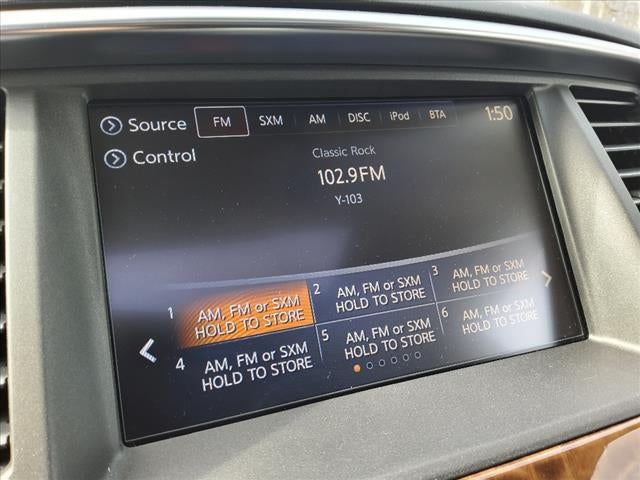 Source FM SXM AM DISC iPod BTA 1:50
Control
Classic Rock
102.9 FM
Y-103
1 AM, FM or SXM
HOLD TO STORE
2 AM, FM or SXM
HOLD TO STORE
3 AM, FM or SXM
HOLD TO STORE
4 AM, FM or SXM
HOLD TO STORE
5 AM, FM or SXM
HOLD TO STORE
6 AM, FM or SXM
HOLD TO STORE